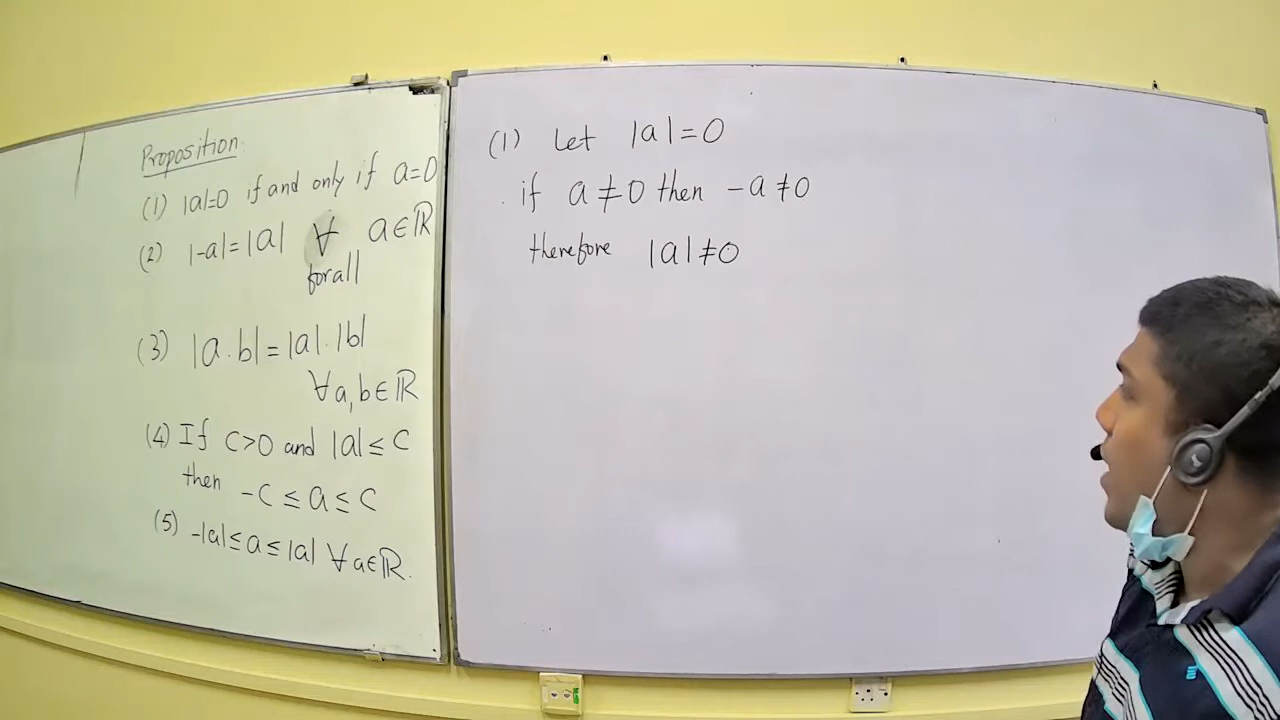 Proposition
(1) |a|=0 if and only if a=0
(2) |-a|=|a| ∀ a∈ℝ
forall
(3) |a.b|=|a|.|b|
∀a,b∈ℝ
(4) If c>0 and |a|≤c
then -c≤a≤c
(5) -|a|≤a≤|a| ∀a∈ℝ.
(1) Let |a|=0
if a≠0 then -a≠0
therefore |a|≠0